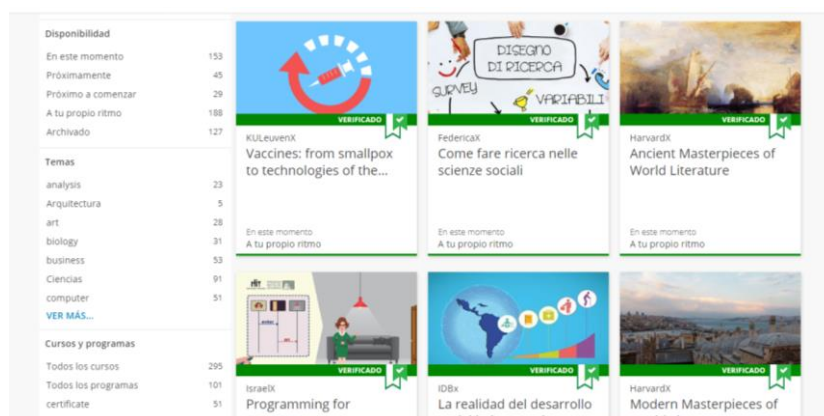 Disponibilidad
En este momento 153
Próximamente 45
Próximo a comenzar 29
A tu propio ritmo 188
Archivado 127
Temas
analysis 23
Arquitectura 5
art 28
biology 31
business 53
Ciencias 91
computer 51
VER MÁS...
Cursos y programas
Todos los cursos 295
Todos los programas 101
certificate 51
VERIFICADO
KULeuvenX
Vaccines: from smallpox
to technologies of the...
En este momento
A tu propio ritmo
DISEGNO
DI RICERCA
SURVEY
VARIABILI
VERIFICADO
FedericaX
Come fare ricerca nelle
scienze sociali
En este momento
A tu propio ritmo
VERIFICADO
HarvardX
Ancient Masterpieces of
World Literature
En este momento
A tu propio ritmo
VERIFICADO
IsraelX
Programming for
VERIFICADO
IDBx
La realidad del desarrollo
VERIFICADO
HarvardX
Modern Masterpieces of